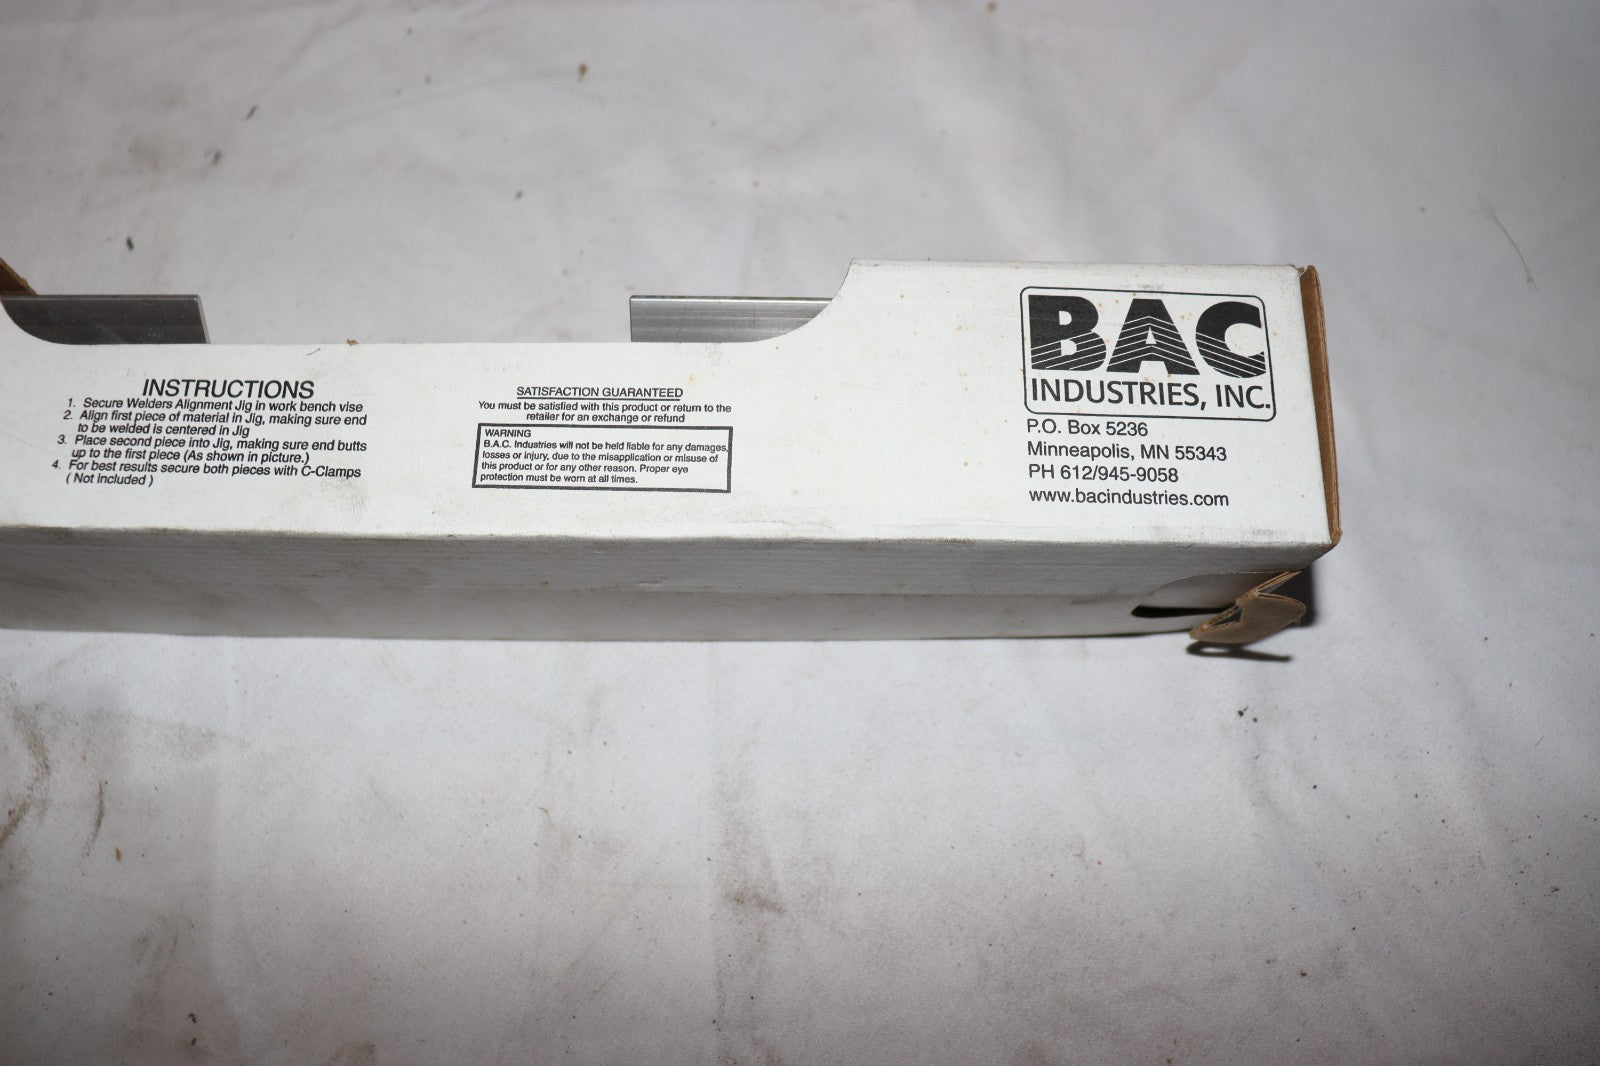 INSTRUCTIONS
1. Secure Welders Alignment Jig in work bench vise
2. Align first piece of material in Jig, making sure end
to be welded is centered in Jig
3. Place second piece into Jig, making sure end butts
up to the first piece (As shown in picture.)
4. For best results secure both pieces with C-Clamps
( Not Included )
SATISFACTION GUARANTEED
You must be satisfied with this product or return to the
retailer for an exchange or refund
WARNING
B.A.C. Industries will not be held liable for any damages,
losses or injury, due to the misapplication or misuse of
this product or for any other reason. Proper eye
protection must be worn at all times.
BAC
INDUSTRIES, INC.
P.O. Box 5236
Minneapolis, MN 55343
PH 612/945-9058
www.bacindustries.com